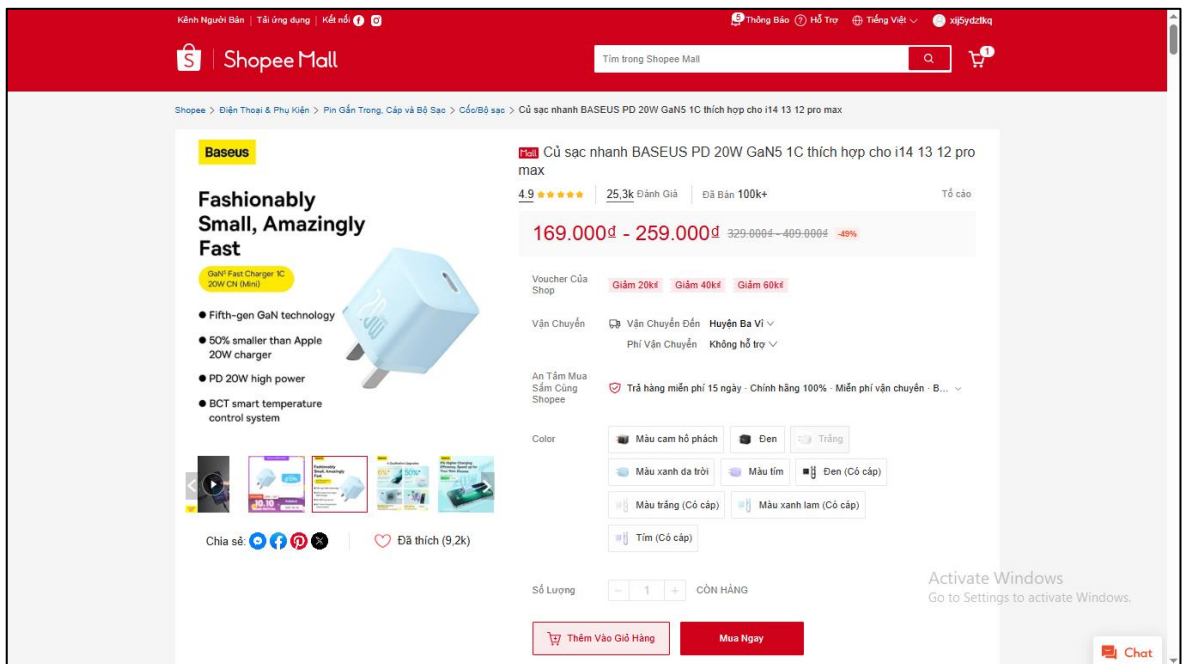 Kênh Người Bán | Tải ứng dụng | Kết nối
5 Thông Báo Hỗ Trợ Tiếng Việt xij5ydztkq
Shopee Mall
Tìm trong Shopee Mall
1
Shopee > Điện Thoại & Phụ Kiện > Pin Gắn Trong, Cáp và Bộ Sạc > Cốc/Bộ sạc > Củ sạc nhanh BASEUS PD 20W GaN5 1C thích hợp cho i14 13 12 pro max
Baseus
Fashionably
Small, Amazingly
Fast
GaN⁵ Fast Charger 1C
20W CN (Mini)
● Fifth-gen GaN technology
● 50% smaller than Apple
20W charger
● PD 20W high power
● BCT smart temperature
control system
Chia sẻ:
Đã thích (9,2k)
Mall Củ sạc nhanh BASEUS PD 20W GaN5 1C thích hợp cho i14 13 12 pro
max
4.9 25,3k Đánh Giá Đã Bán 100k+ Tố cáo
169.000₫ - 259.000₫ 329.000₫ - 409.000₫ -49%
Voucher Của
Shop
Giảm 20k₫ Giảm 40k₫ Giảm 60k₫
Vận Chuyển Vận Chuyển Đến Huyện Ba Vì
Phí Vận Chuyển Không hỗ trợ
An Tâm Mua
Sắm Cùng
Shopee
Trả hàng miễn phí 15 ngày · Chính hãng 100% · Miễn phí vận chuyển · B...
Color
Màu cam hổ phách Đen Trắng
Màu xanh da trời Màu tím Đen (Có cáp)
Màu trắng (Có cáp) Màu xanh lam (Có cáp)
Tím (Có cáp)
Số Lượng - 1 + CÒN HÀNG
Thêm Vào Giỏ Hàng Mua Ngay
Activate Windows
Go to Settings to activate Windows.
Chat